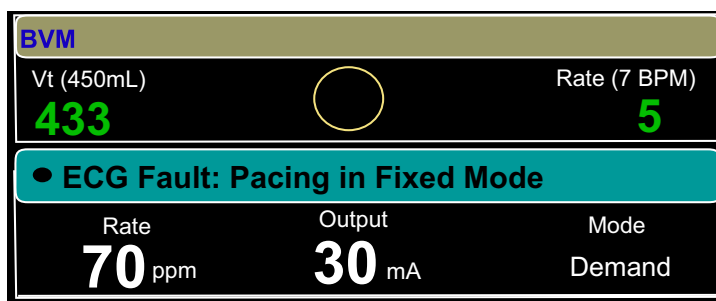 BVM
Vt (450mL)
Rate (7 BPM)
433
5
ECG Fault: Pacing in Fixed Mode
Rate
Output
Mode
70 ppm
30 mA
Demand